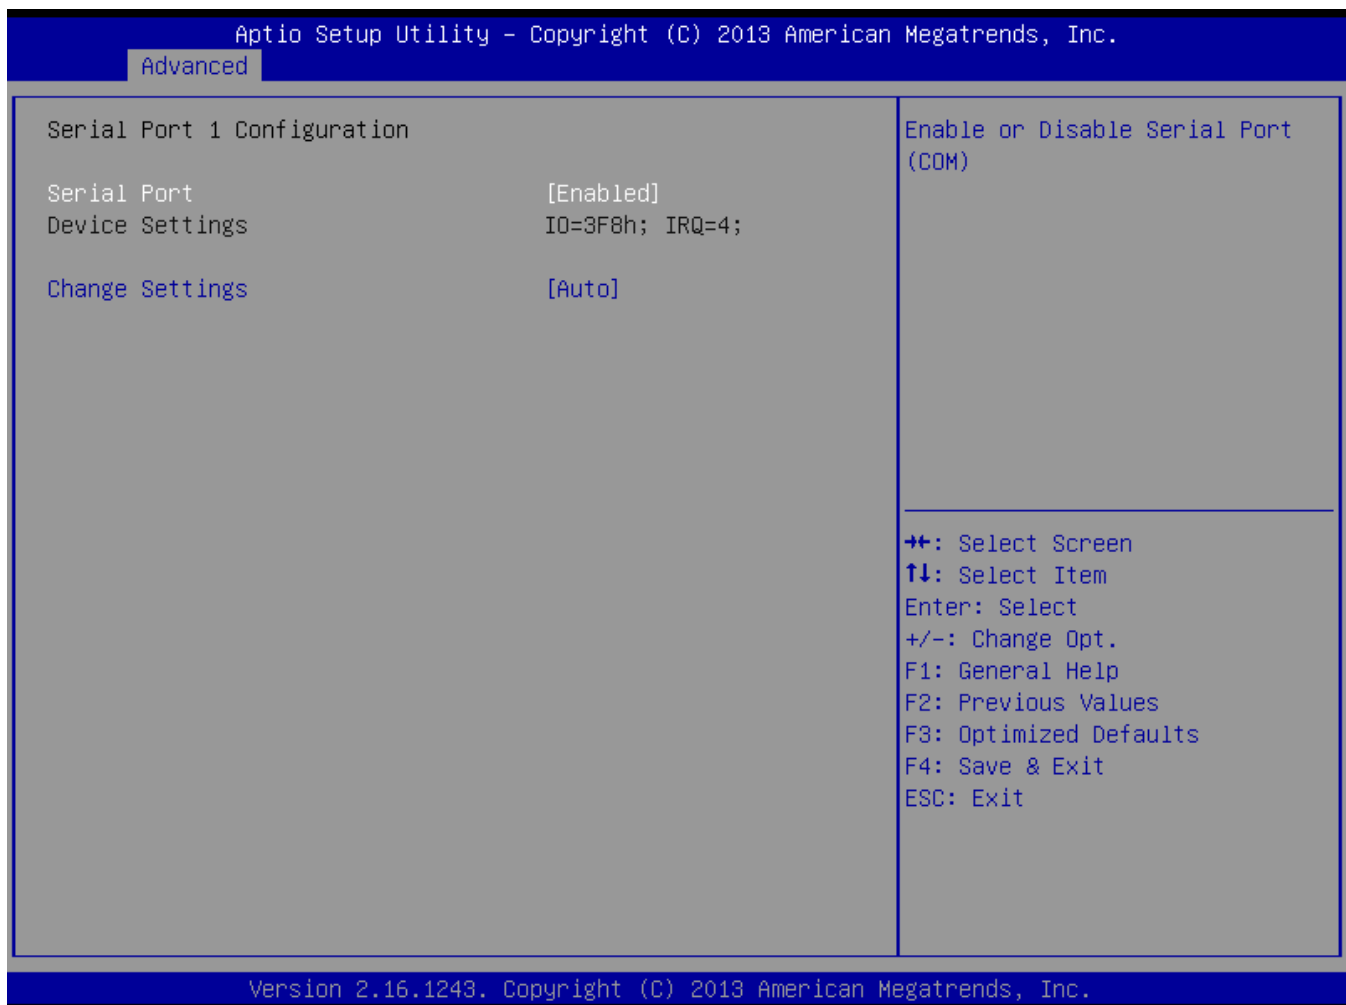 Aptio Setup Utility – Copyright (C) 2013 American Megatrends, Inc.
Advanced
Serial Port 1 Configuration
Serial Port [Enabled]
Device Settings IO=3F8h; IRQ=4;
Change Settings [Auto]
Enable or Disable Serial Port
(COM)
→←: Select Screen
↑↓: Select Item
Enter: Select
+/-: Change Opt.
F1: General Help
F2: Previous Values
F3: Optimized Defaults
F4: Save & Exit
ESC: Exit
Version 2.16.1243. Copyright (C) 2013 American Megatrends, Inc.